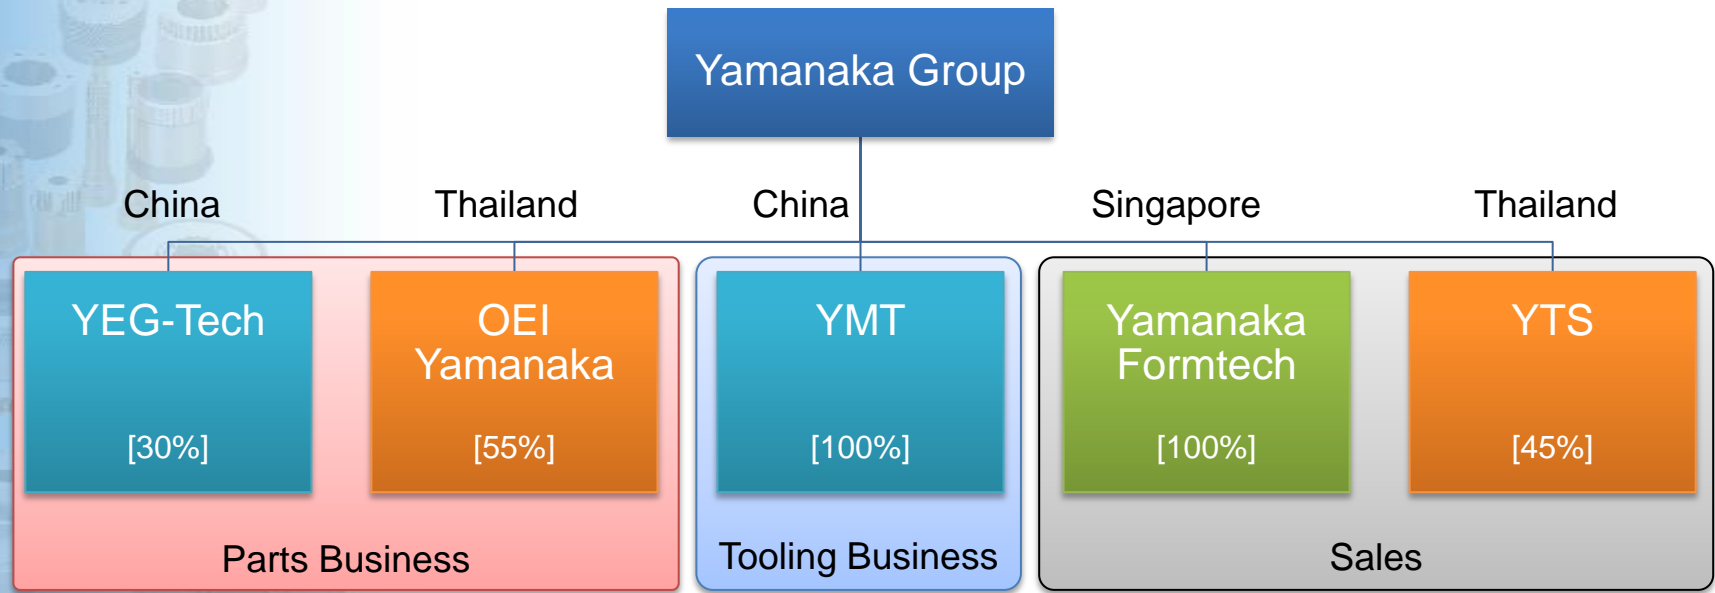 Yamanaka Group
China
Thailand
China
Singapore
Thailand
YEG-Tech
[30%]
OEI
Yamanaka
[55%]
YMT
[100%]
Yamanaka
Formtech
[100%]
YTS
[45%]
Parts Business
Tooling Business
Sales